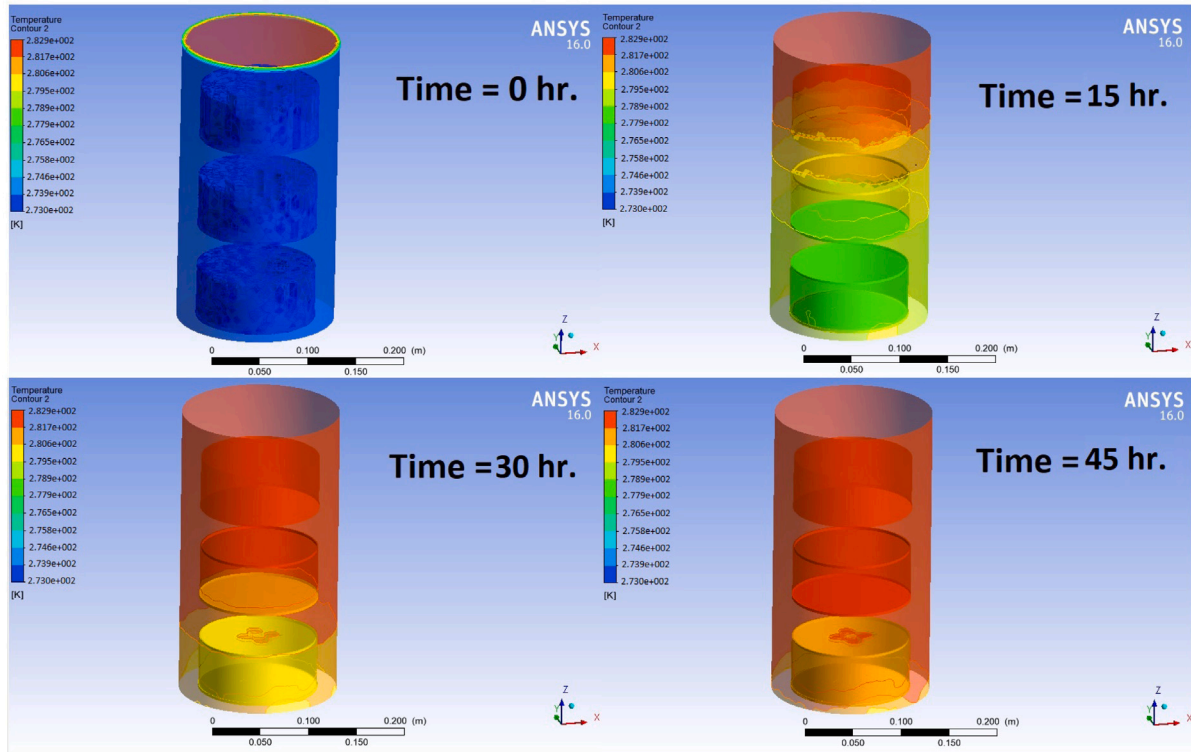 Temperature
Contour 2
2.829e+002
2.817e+002
2.806e+002
2.795e+002
2.789e+002
2.779e+002
2.765e+002
2.758e+002
2.746e+002
2.739e+002
2.730e+002
[K]
ANSYS
16.0
Time = 0 hr.
Z
Y
X
0 0.100 0.200 (m)
0.050 0.150
Temperature
Contour 2
2.829e+002
2.817e+002
2.806e+002
2.795e+002
2.789e+002
2.779e+002
2.765e+002
2.758e+002
2.746e+002
2.739e+002
2.730e+002
[K]
ANSYS
16.0
Time = 15 hr.
Z
Y
X
0 0.100 0.200 (m)
0.050 0.150
Temperature
Contour 2
2.829e+002
2.817e+002
2.806e+002
2.795e+002
2.789e+002
2.779e+002
2.765e+002
2.758e+002
2.746e+002
2.739e+002
2.730e+002
[K]
ANSYS
16.0
Time = 30 hr.
Z
Y
X
0 0.100 0.200 (m)
0.050 0.150
Temperature
Contour 2
2.829e+002
2.817e+002
2.806e+002
2.795e+002
2.789e+002
2.779e+002
2.765e+002
2.758e+002
2.746e+002
2.739e+002
2.730e+002
[K]
ANSYS
16.0
Time = 45 hr.
Z
Y
X
0 0.100 0.200 (m)
0.050 0.150